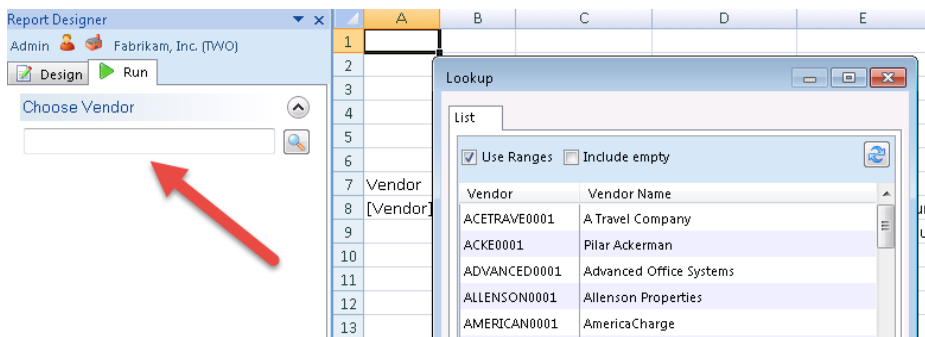 Report Designer
Admin Fabrikam, Inc. (TWO)
Design Run
Choose Vendor
A B C D E
1
2
3
4
5
6
7 Vendor
8 [Vendor]
9
10
11
12
13
Lookup
List
Use Ranges Include empty
Vendor Vendor Name
ACETRAVE0001 A Travel Company
ACKE0001 Pilar Ackerman
ADVANCED0001 Advanced Office Systems
ALLENSON0001 Allenson Properties
AMERICAN0001 AmericaCharge